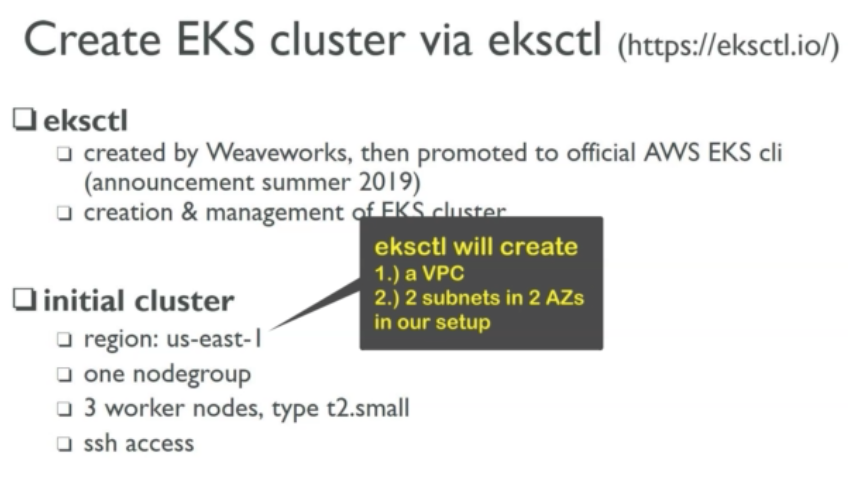 Create EKS cluster via eksctl (https://eksctl.io/)
eksctl
created by Weaveworks, then promoted to official AWS EKS cli
(announcement summer 2019)
creation & management of EKS cluster
eksctl will create
1.) a VPC
2.) 2 subnets in 2 AZs
in our setup
initial cluster
region: us-east-1
one nodegroup
3 worker nodes, type t2.small
ssh access